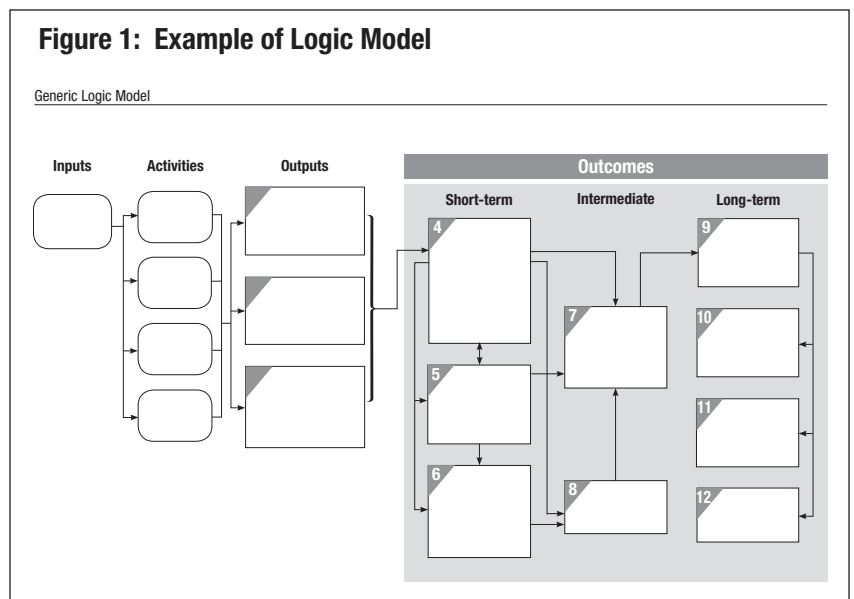 Figure 1: Example of Logic Model
Generic Logic Model
Inputs
Activities
Outputs
Outcomes
Short-term
Intermediate
Long-term
4
5
6
7
8
9
10
11
12